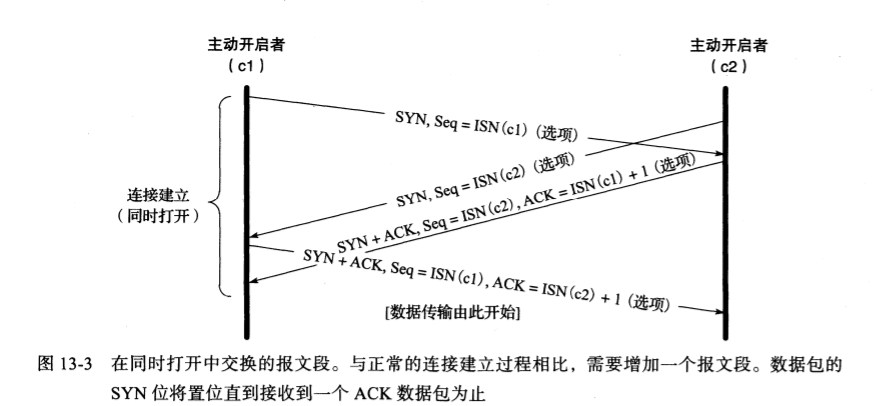 主动开启者
（c1）
主动开启者
（c2）
SYN, Seq = ISN(c1)（选项）
SYN, Seq = ISN(c2)（选项）
SYN + ACK, Seq = ISN(c2), ACK = ISN(c1) + 1（选项）
SYN + ACK, Seq = ISN(c1), ACK = ISN(c2) + 1（选项）
连接建立
（同时打开）
[数据传输由此开始]
图 13-3 在同时打开中交换的报文段。与正常的连接建立过程相比，需要增加一个报文段。数据包的
SYN 位将置位直到接收到一个 ACK 数据包为止